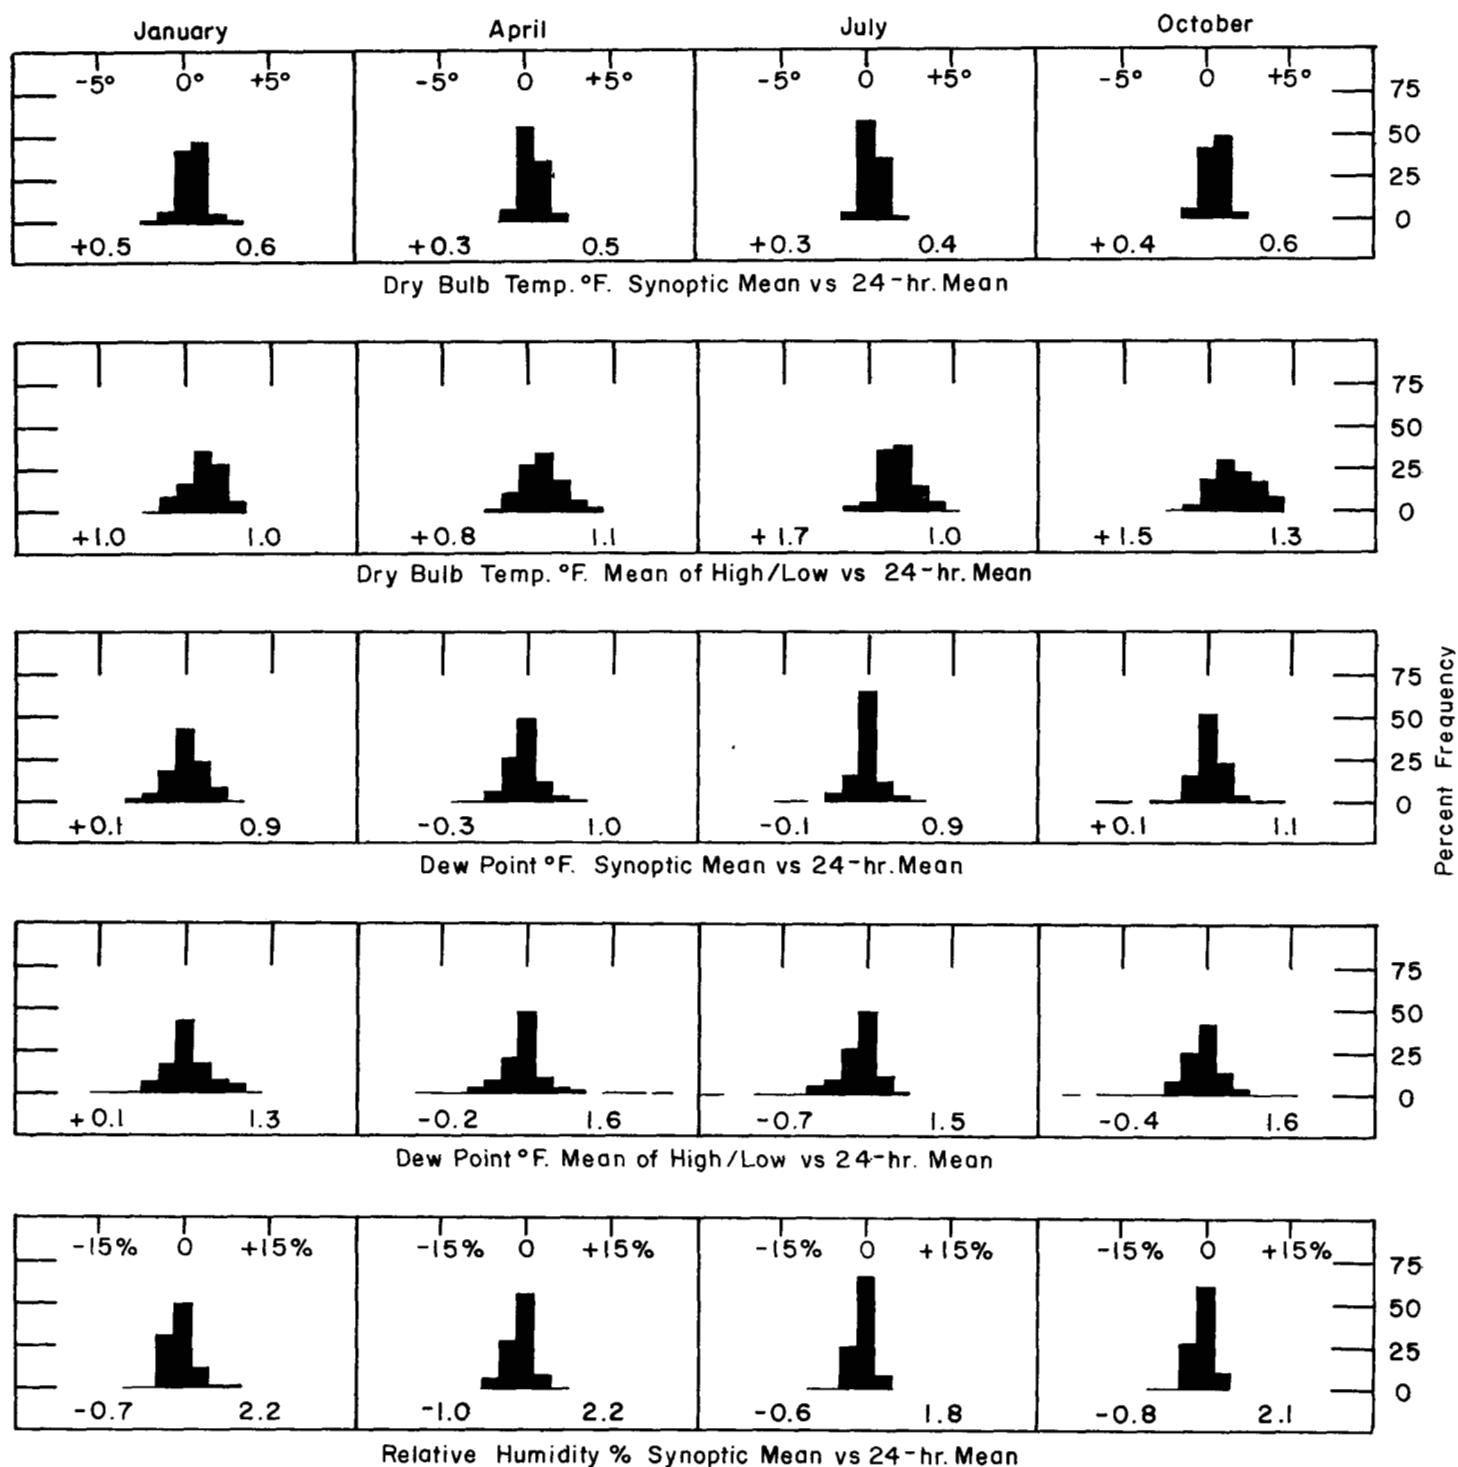 January April July October
-5° 0° +5° -5° 0 +5° -5° 0 +5° -5° 0 +5° 75
50
25
0
+0.5 0.6 +0.3 0.5 +0.3 0.4 +0.4 0.6
Dry Bulb Temp. °F. Synoptic Mean vs 24-hr. Mean
75
50
25
0
+1.0 1.0 +0.8 1.1 +1.7 1.0 +1.5 1.3
Dry Bulb Temp. °F. Mean of High/Low vs 24-hr. Mean
75
50
25
0
+0.1 0.9 -0.3 1.0 -0.1 0.9 +0.1 1.1
Dew Point °F. Synoptic Mean vs 24-hr. Mean
Percent Frequency
75
50
25
0
+0.1 1.3 -0.2 1.6 -0.7 1.5 -0.4 1.6
Dew Point °F. Mean of High/Low vs 24-hr. Mean
-15% 0 +15% -15% 0 +15% -15% 0 +15% -15% 0 +15% 75
50
25
0
-0.7 2.2 -1.0 2.2 -0.6 1.8 -0.8 2.1
Relative Humidity % Synoptic Mean vs 24-hr. Mean